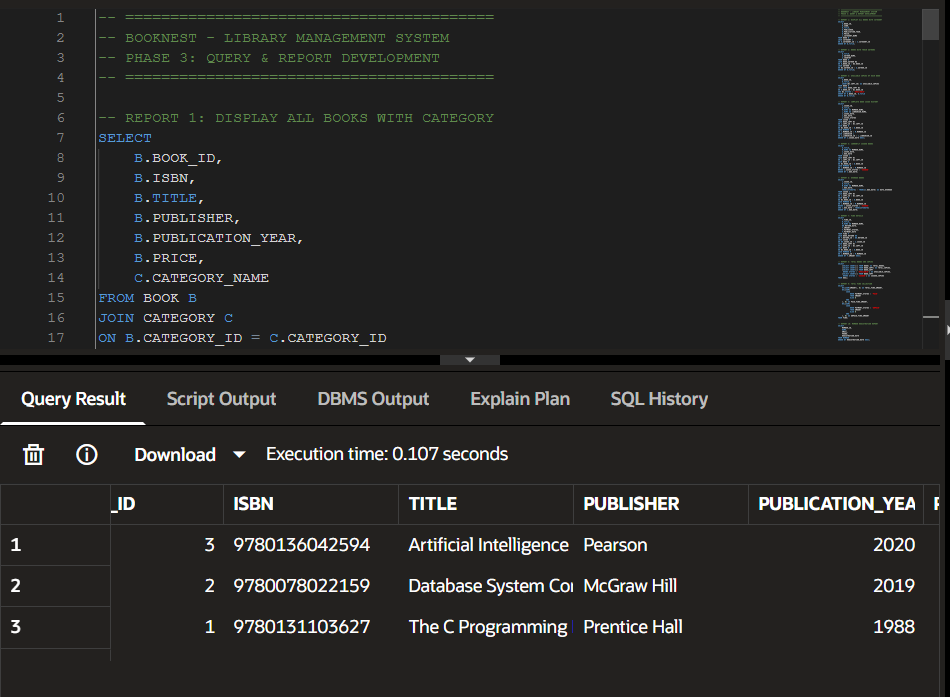 1 -- =========================================
2 -- BOOKNEST - LIBRARY MANAGEMENT SYSTEM
3 -- PHASE 3: QUERY & REPORT DEVELOPMENT
4 -- =========================================
5
6 -- REPORT 1: DISPLAY ALL BOOKS WITH CATEGORY
7 SELECT
8 B.BOOK_ID,
9 B.ISBN,
10 B.TITLE,
11 B.PUBLISHER,
12 B.PUBLICATION_YEAR,
13 B.PRICE,
14 C.CATEGORY_NAME
15 FROM BOOK B
16 JOIN CATEGORY C
17 ON B.CATEGORY_ID = C.CATEGORY_ID
Query Result Script Output DBMS Output Explain Plan SQL History
Download Execution time: 0.107 seconds
_ID ISBN TITLE PUBLISHER PUBLICATION_YEA
1 3 9780136042594 Artificial Intelligence Pearson 2020
2 2 9780078022159 Database System Co McGraw Hill 2019
3 1 9780131103627 The C Programming Prentice Hall 1988